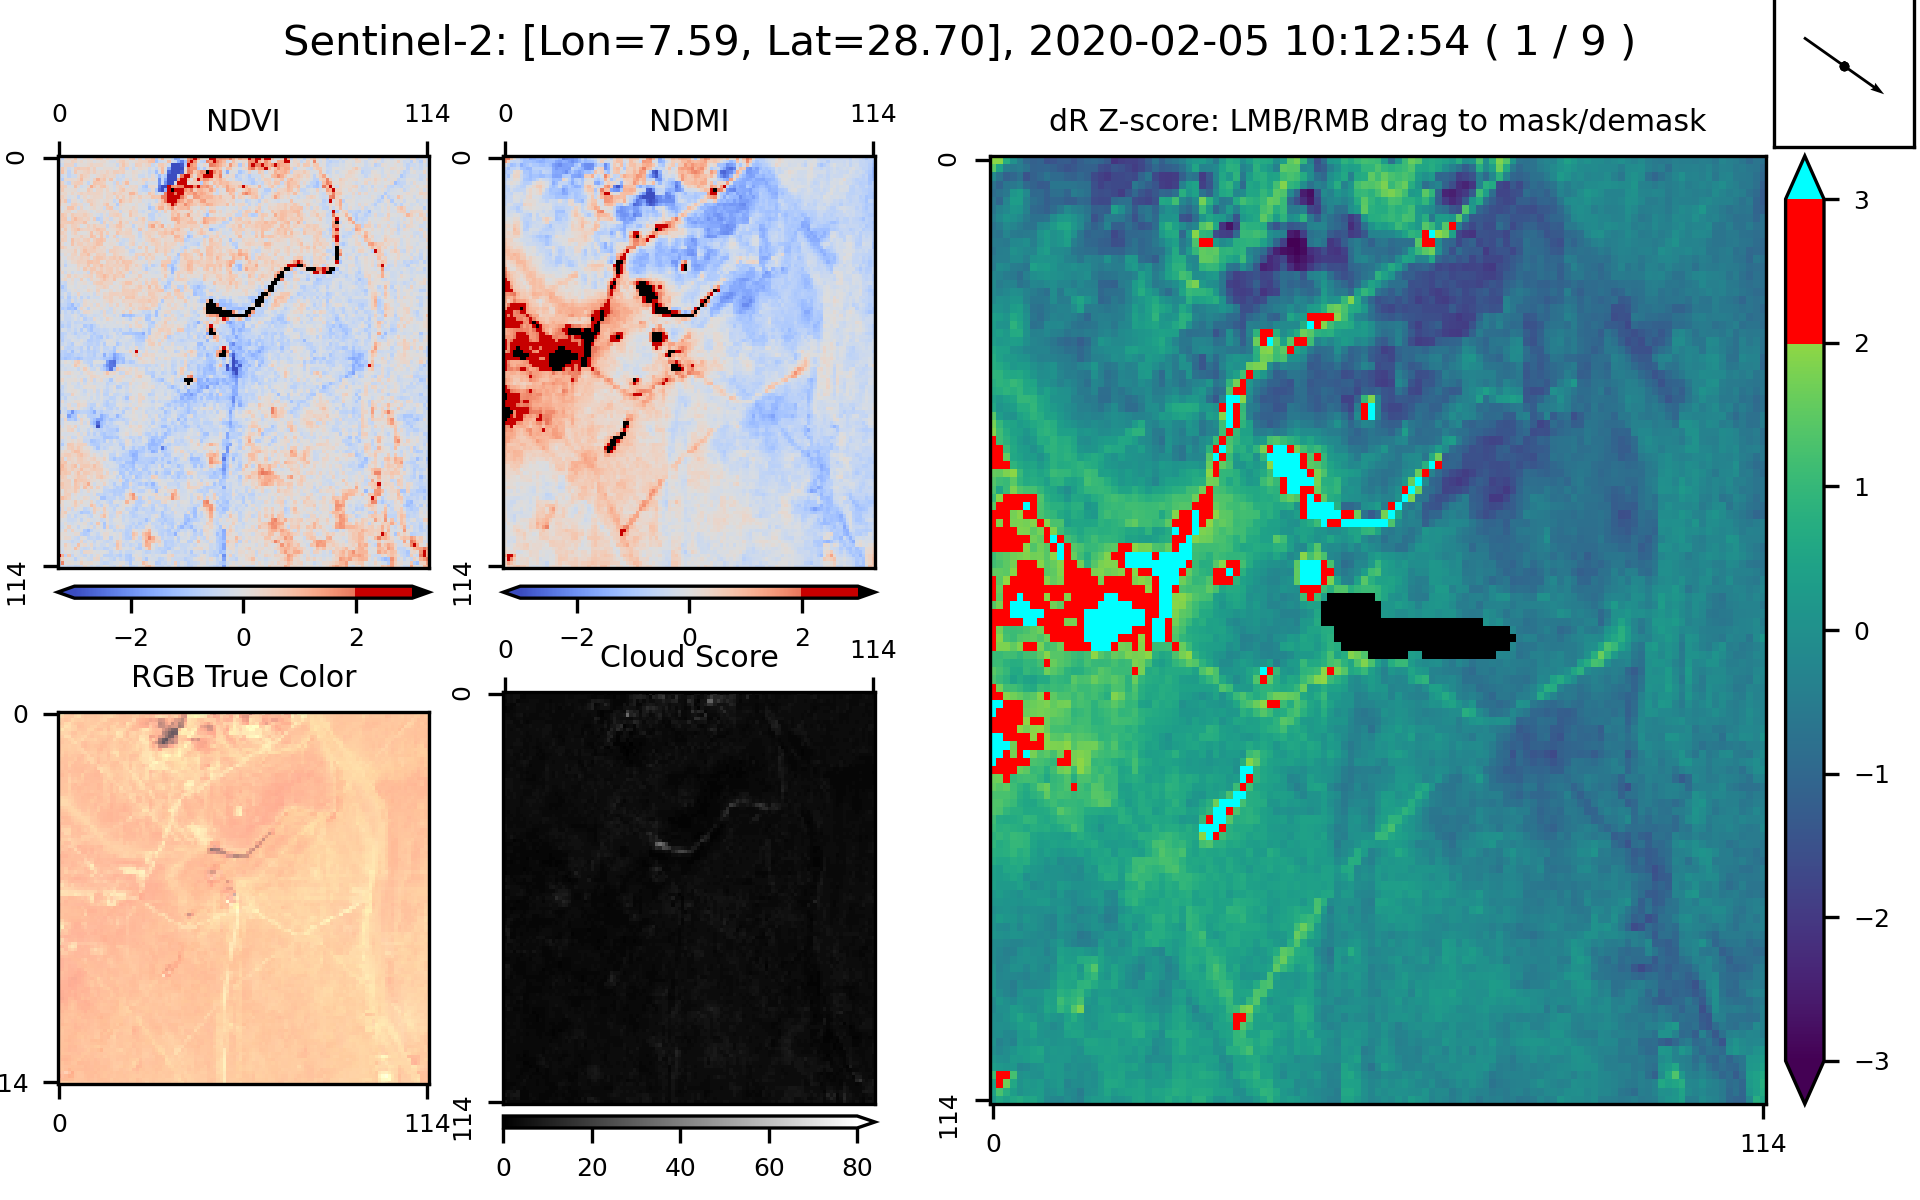 Sentinel-2: [Lon=7.59, Lat=28.70], 2020-02-05 10:12:54 ( 1 / 9 )
NDVI
0 114
0
114
−2 0 2
NDMI
0 114
0
114
−2 0 2
dR Z-score: LMB/RMB drag to mask/demask
0
114
0 114
3
2
1
0
−1
−2
−3
RGB True Color
0
14
0 114
Cloud Score
0 114
0
114
0 20 40 60 80